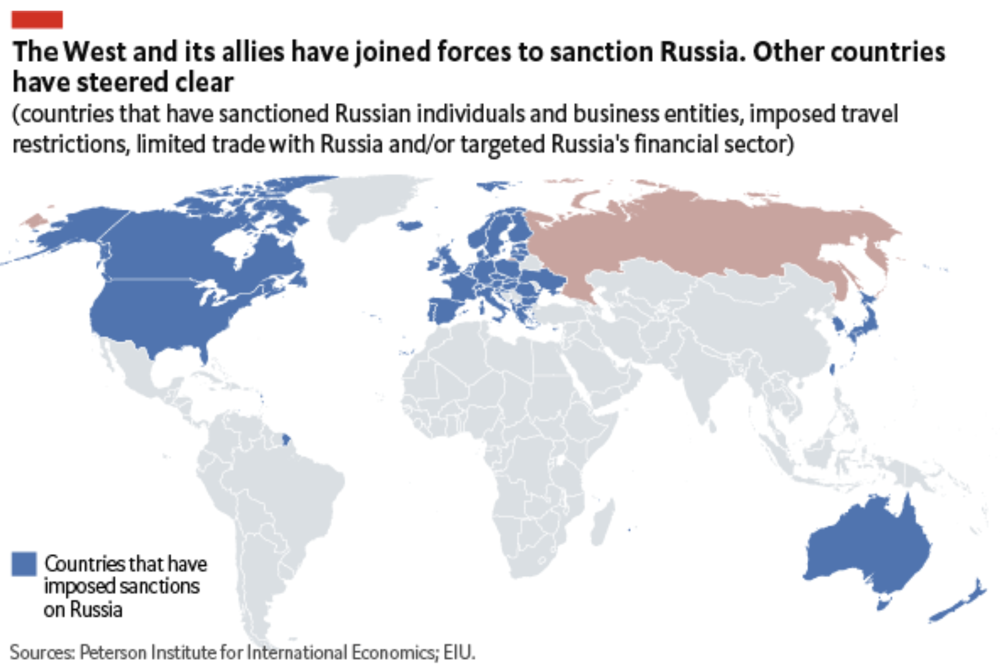 The West and its allies have joined forces to sanction Russia. Other countries
have steered clear
(countries that have sanctioned Russian individuals and business entities, imposed travel
restrictions, limited trade with Russia and/or targeted Russia's financial sector)
Countries that have
imposed sanctions
on Russia
Sources: Peterson Institute for International Economics; EIU.